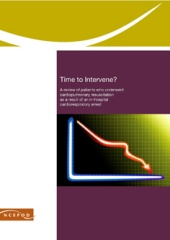 Time to Intervene?
A review of patients who underwent
cardiopulmonary resuscitation
as a result of an in-hospital
cardiorespiratory arrest
NCEPOD